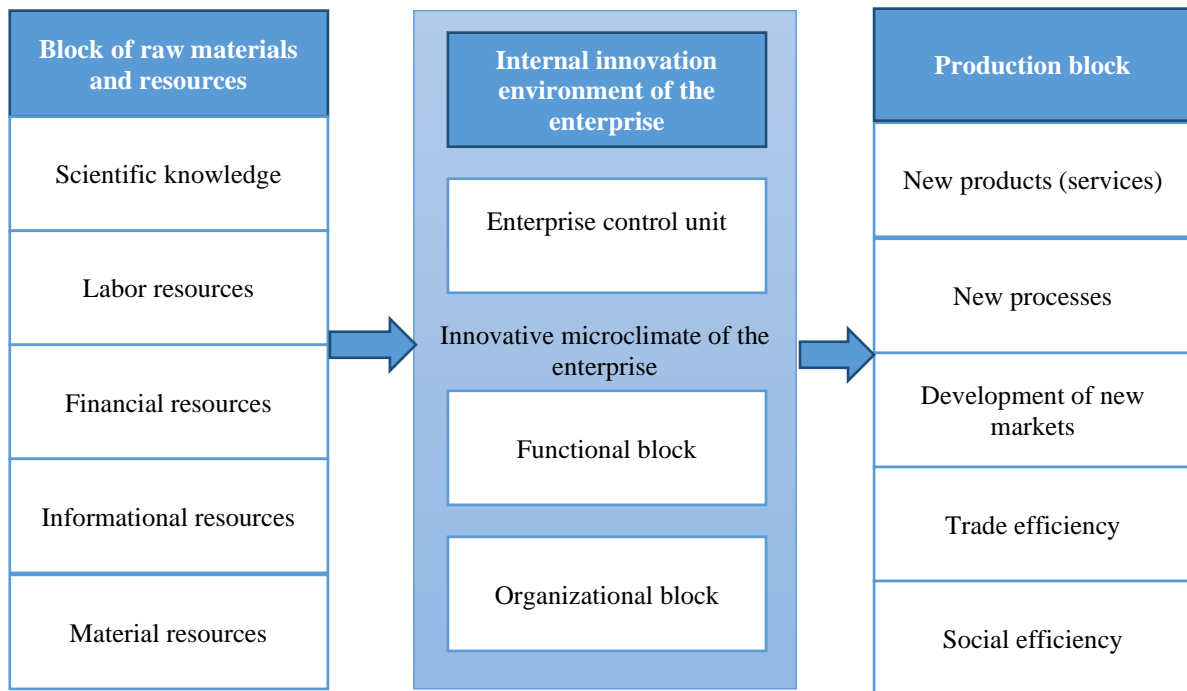 Block of raw materials
and resources
Scientific knowledge
Labor resources
Financial resources
Informational resources
Material resources
Internal innovation
environment of the
enterprise
Enterprise control unit
Innovative microclimate of the
enterprise
Functional block
Organizational block
Production block
New products (services)
New processes
Development of new
markets
Trade efficiency
Social efficiency